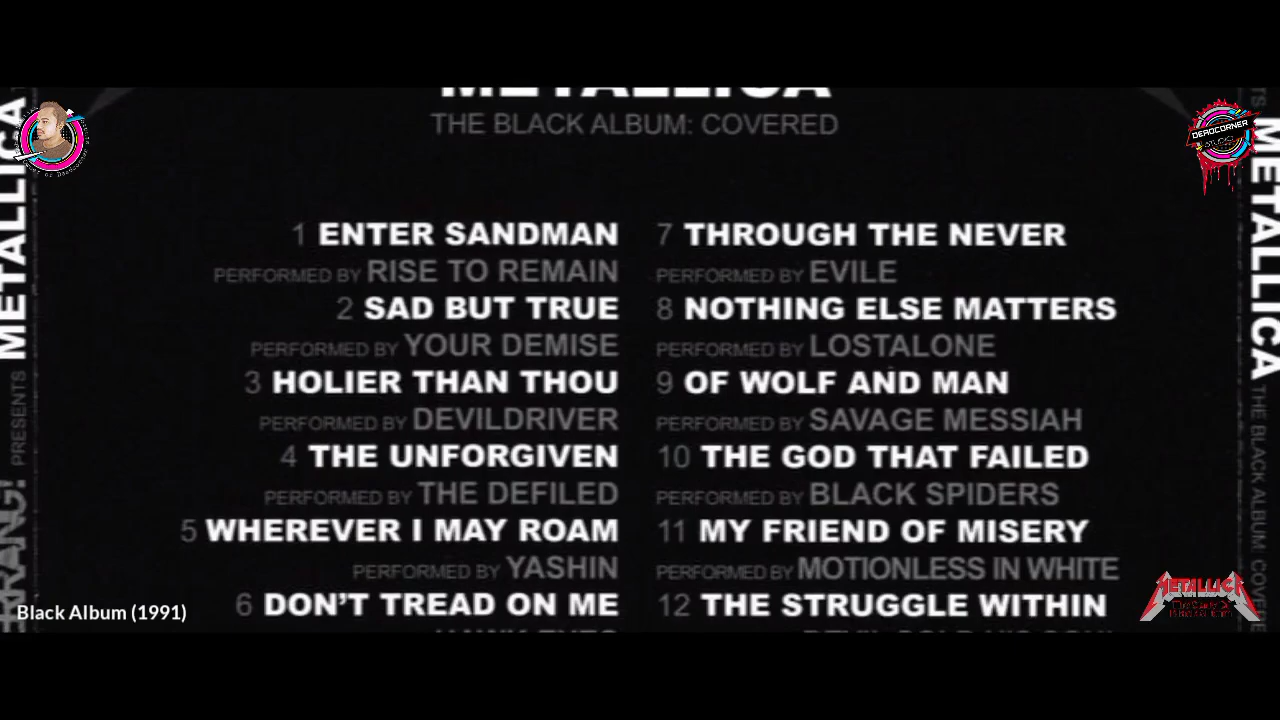 METALLICA
THE BLACK ALBUM: COVERED
1 ENTER SANDMAN
PERFORMED BY RISE TO REMAIN
2 SAD BUT TRUE
PERFORMED BY YOUR DEMISE
3 HOLIER THAN THOU
PERFORMED BY DEVILDRIVER
4 THE UNFORGIVEN
PERFORMED BY THE DEFILED
5 WHEREVER I MAY ROAM
PERFORMED BY YASHIN
6 DON'T TREAD ON ME
7 THROUGH THE NEVER
PERFORMED BY EVILE
8 NOTHING ELSE MATTERS
PERFORMED BY LOSTALONE
9 OF WOLF AND MAN
PERFORMED BY SAVAGE MESSIAH
10 THE GOD THAT FAILED
PERFORMED BY BLACK SPIDERS
11 MY FRIEND OF MISERY
PERFORMED BY MOTIONLESS IN WHITE
12 THE STRUGGLE WITHIN
PRESENTS METALLICA
METALLICA THE BLACK ALBUM: COVERE
DEADCORNER
METALLICA
Black Album (1991)